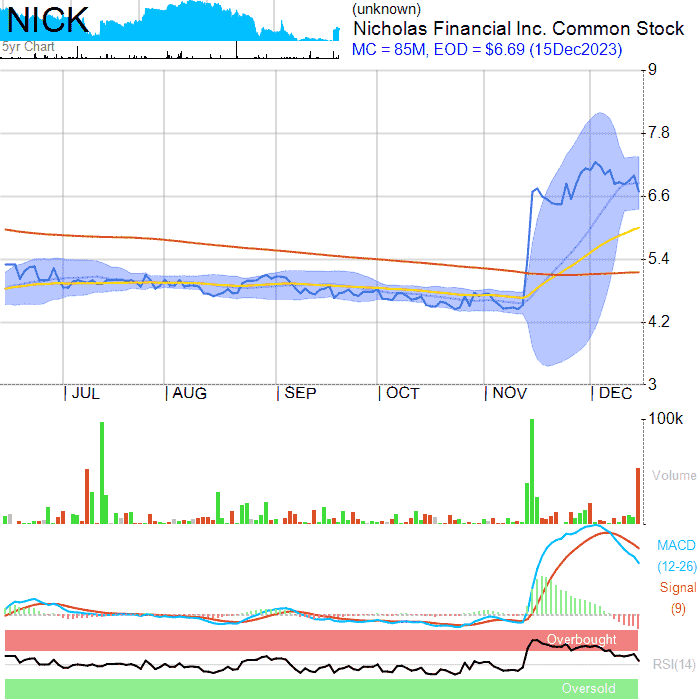 NICK
5yr Chart
(unknown)
Nicholas Financial Inc. Common Stock
MC = 85M, EOD = $6.69 (15Dec2023)
9
7.8
6.6
5.4
4.2
3
JUL AUG SEP OCT NOV DEC
100k
Volume
MACD
(12-26)
Signal
(9)
Overbought
RSI(14)
Oversold